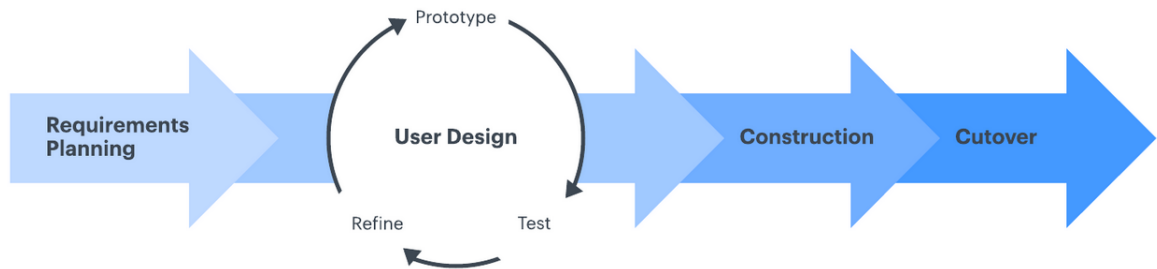 Prototype
Requirements
Planning
User Design
Construction
Cutover
Refine
Test